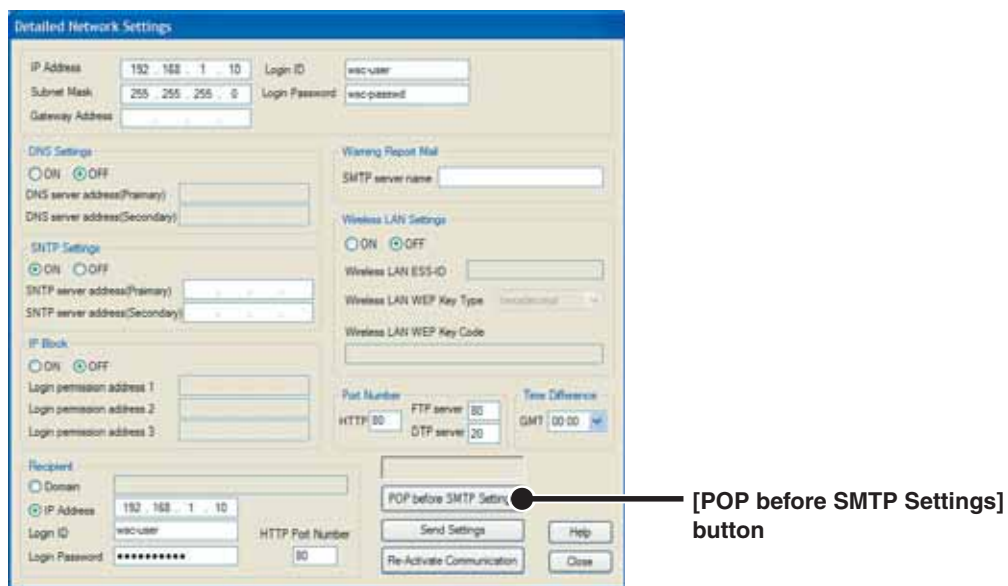 Detailed Network Settings
IP Address 192 . 168 . 1 . 10 Login ID wsc-user
Subnet Mask 255 . 255 . 255 . 0 Login Password wsc-passwd
Gateway Address . . .
DNS Settings
ON OFF
DNS server address(Praimary)
DNS server address(Secondary)
SNTP Settings
ON OFF
SNTP server address(Praimary) . . .
SNTP server address(Secondary) . . .
IP Block
ON OFF
Login permission address 1
Login permission address 2
Login permission address 3
Warning Report Mail
SMTP server name
Wireless LAN Settings
ON OFF
Wireless LAN ESS-ID
Wireless LAN WEP Key Type hexadecimal
Wireless LAN WEP Key Code
Port Number
HTTP 80 FTP server 80
DTP server 20
Time Difference
GMT 00:00
Recipient
Domain
IP Address 192 . 168 . 1 . 10
Login ID wsc-user
Login Password ●●●●●●●●●●
HTTP Port Number
80
POP before SMTP Setting
Send Settings
Re-Activate Communication
Help
Close
[POP before SMTP Settings]
button